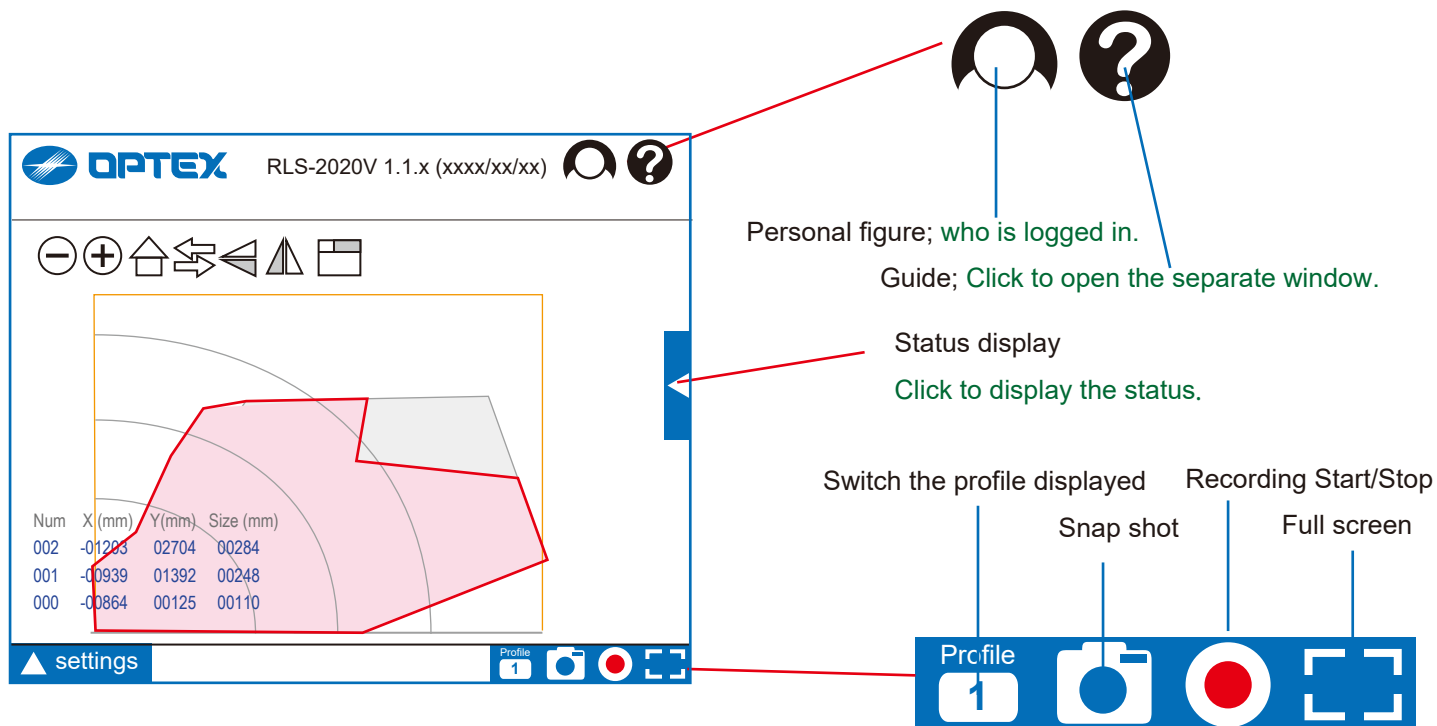 OPTEX
RLS-2020V 1.1.x (xxxx/xx/xx)
Personal figure; who is logged in.
Guide; Click to open the separate window.
Status display
Click to display the status.
Num X (mm) Y(mm) Size (mm)
002 -01203 02704 00284
001 -00939 01392 00248
000 -00864 00125 00110
settings
Profile
1
Switch the profile displayed
Recording Start/Stop
Snap shot
Full screen
Profile
1